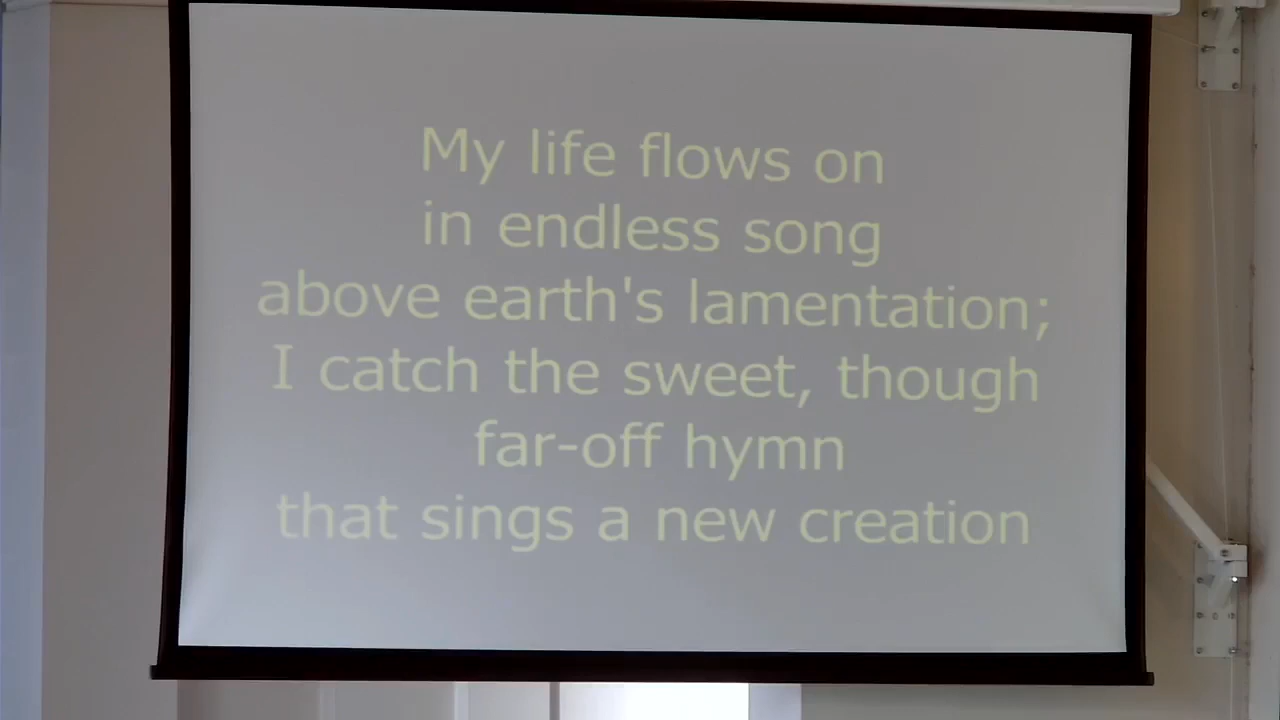 My life flows on
in endless song
above earth's lamentation;
I catch the sweet, though
far-off hymn
that sings a new creation